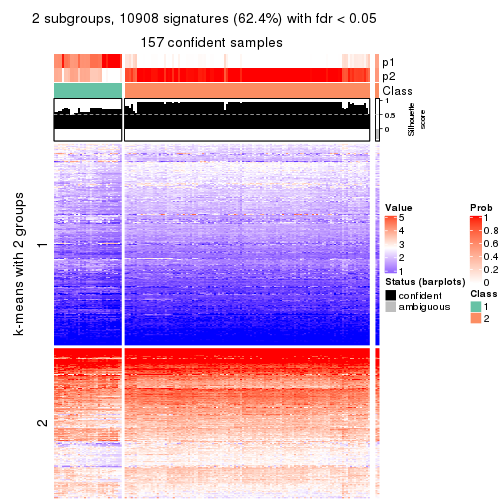 2 subgroups, 10908 signatures (62.4%) with fdr < 0.05
157 confident samples
p1
p2
Class
1
0.5
0
Silhouette
score
k-means with 2 groups
1
2
Value
5
4
3
2
1
Status (barplots)
confident
ambiguous
Prob
1
0.8
0.6
0.4
0.2
0
Class
1
2